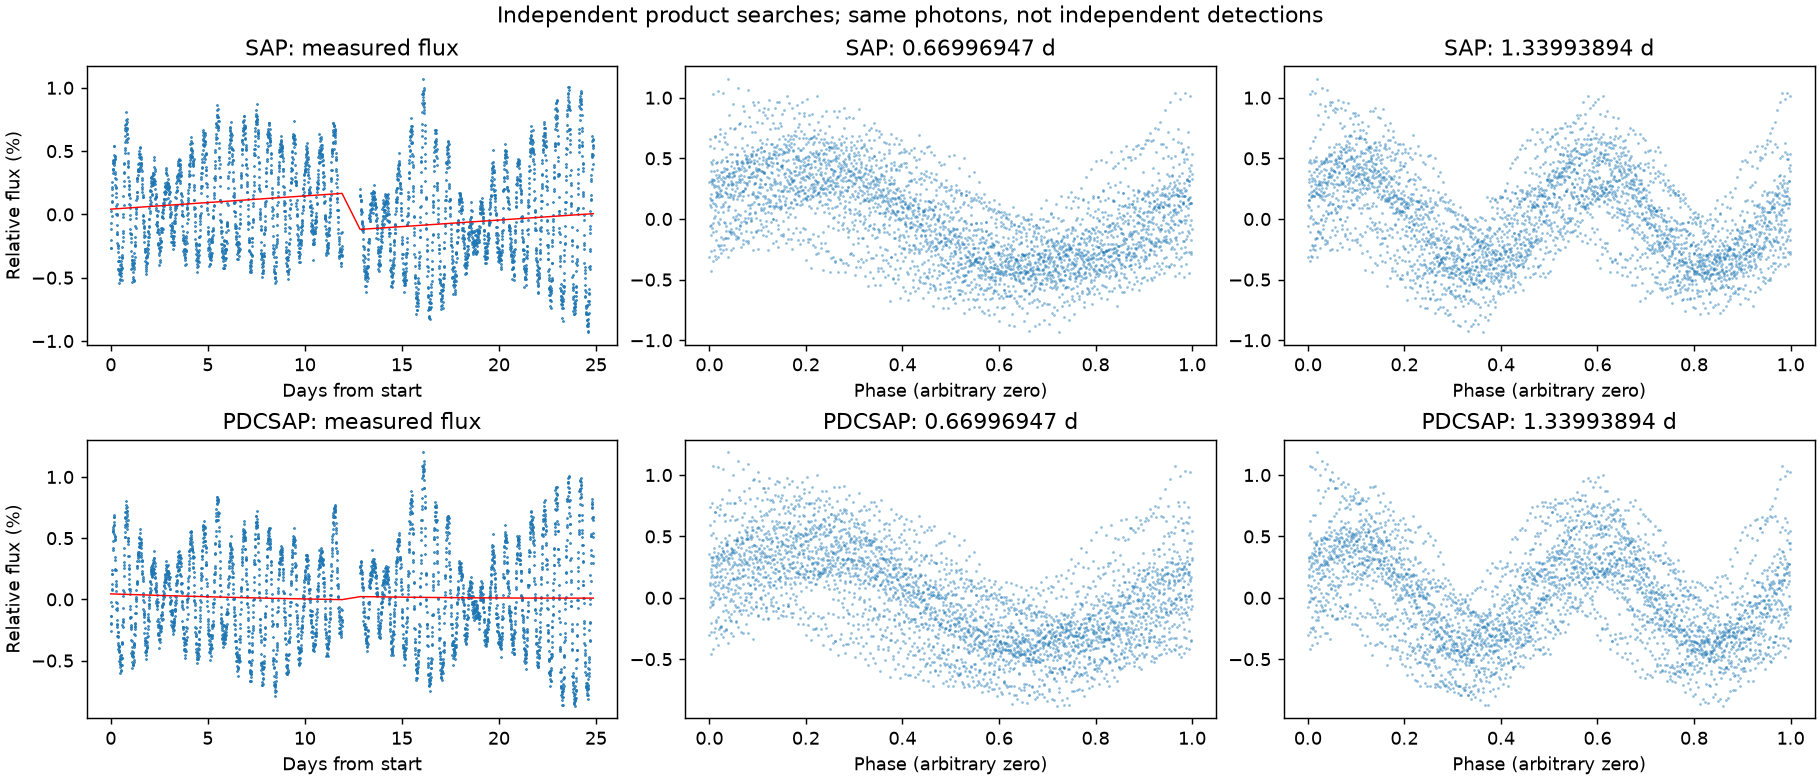 Independent product searches; same photons, not independent detections
SAP: measured flux
SAP: 0.66996947 d
SAP: 1.33993894 d
Relative flux (%)
1.0
0.5
0.0
−0.5
−1.0
0 5 10 15 20 25
Days from start
1.0
0.5
0.0
−0.5
−1.0
0.0 0.2 0.4 0.6 0.8 1.0
Phase (arbitrary zero)
1.0
0.5
0.0
−0.5
−1.0
0.0 0.2 0.4 0.6 0.8 1.0
Phase (arbitrary zero)
PDCSAP: measured flux
PDCSAP: 0.66996947 d
PDCSAP: 1.33993894 d
Relative flux (%)
1.0
0.5
0.0
−0.5
0 5 10 15 20 25
Days from start
1.0
0.5
0.0
−0.5
0.0 0.2 0.4 0.6 0.8 1.0
Phase (arbitrary zero)
1.0
0.5
0.0
−0.5
0.0 0.2 0.4 0.6 0.8 1.0
Phase (arbitrary zero)